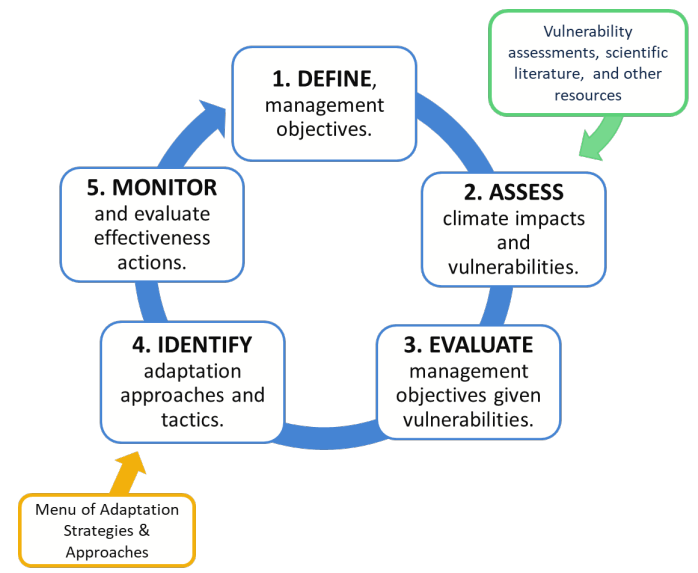 Vulnerability
assessments, scientific
literature, and other
resources
1. DEFINE,
management
objectives.
2. ASSESS
climate impacts
and
vulnerabilities.
3. EVALUATE
management
objectives given
vulnerabilities.
4. IDENTIFY
adaptation
approaches and
tactics.
5. MONITOR
and evaluate
effectiveness
actions.
Menu of Adaptation
Strategies &
Approaches